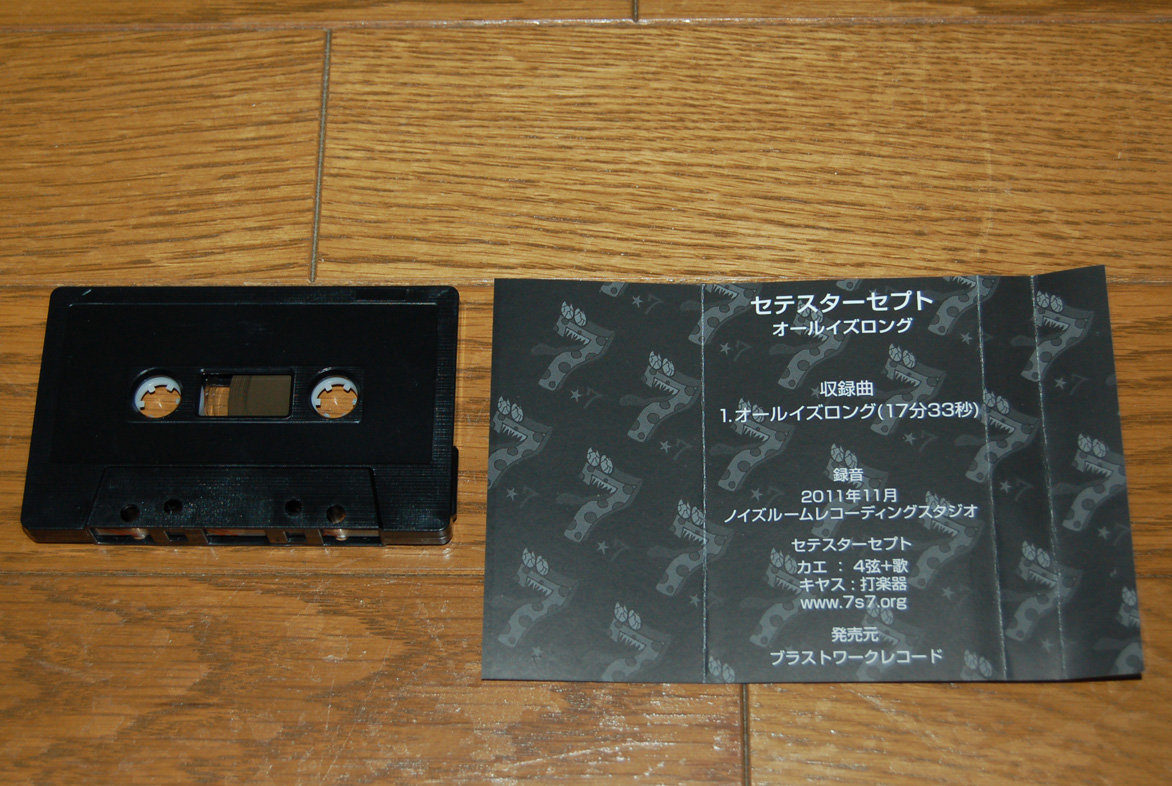 セテスターセプト
オールイズロング
収録曲
1.オールイズロング(17分33秒)
録音
2011年11月
ノイズルームレコーディングスタジオ
セテスターセプト
カエ : 4弦+歌
キヤス : 打楽器
www.7s7.org
発売元
ブラストワークレコード